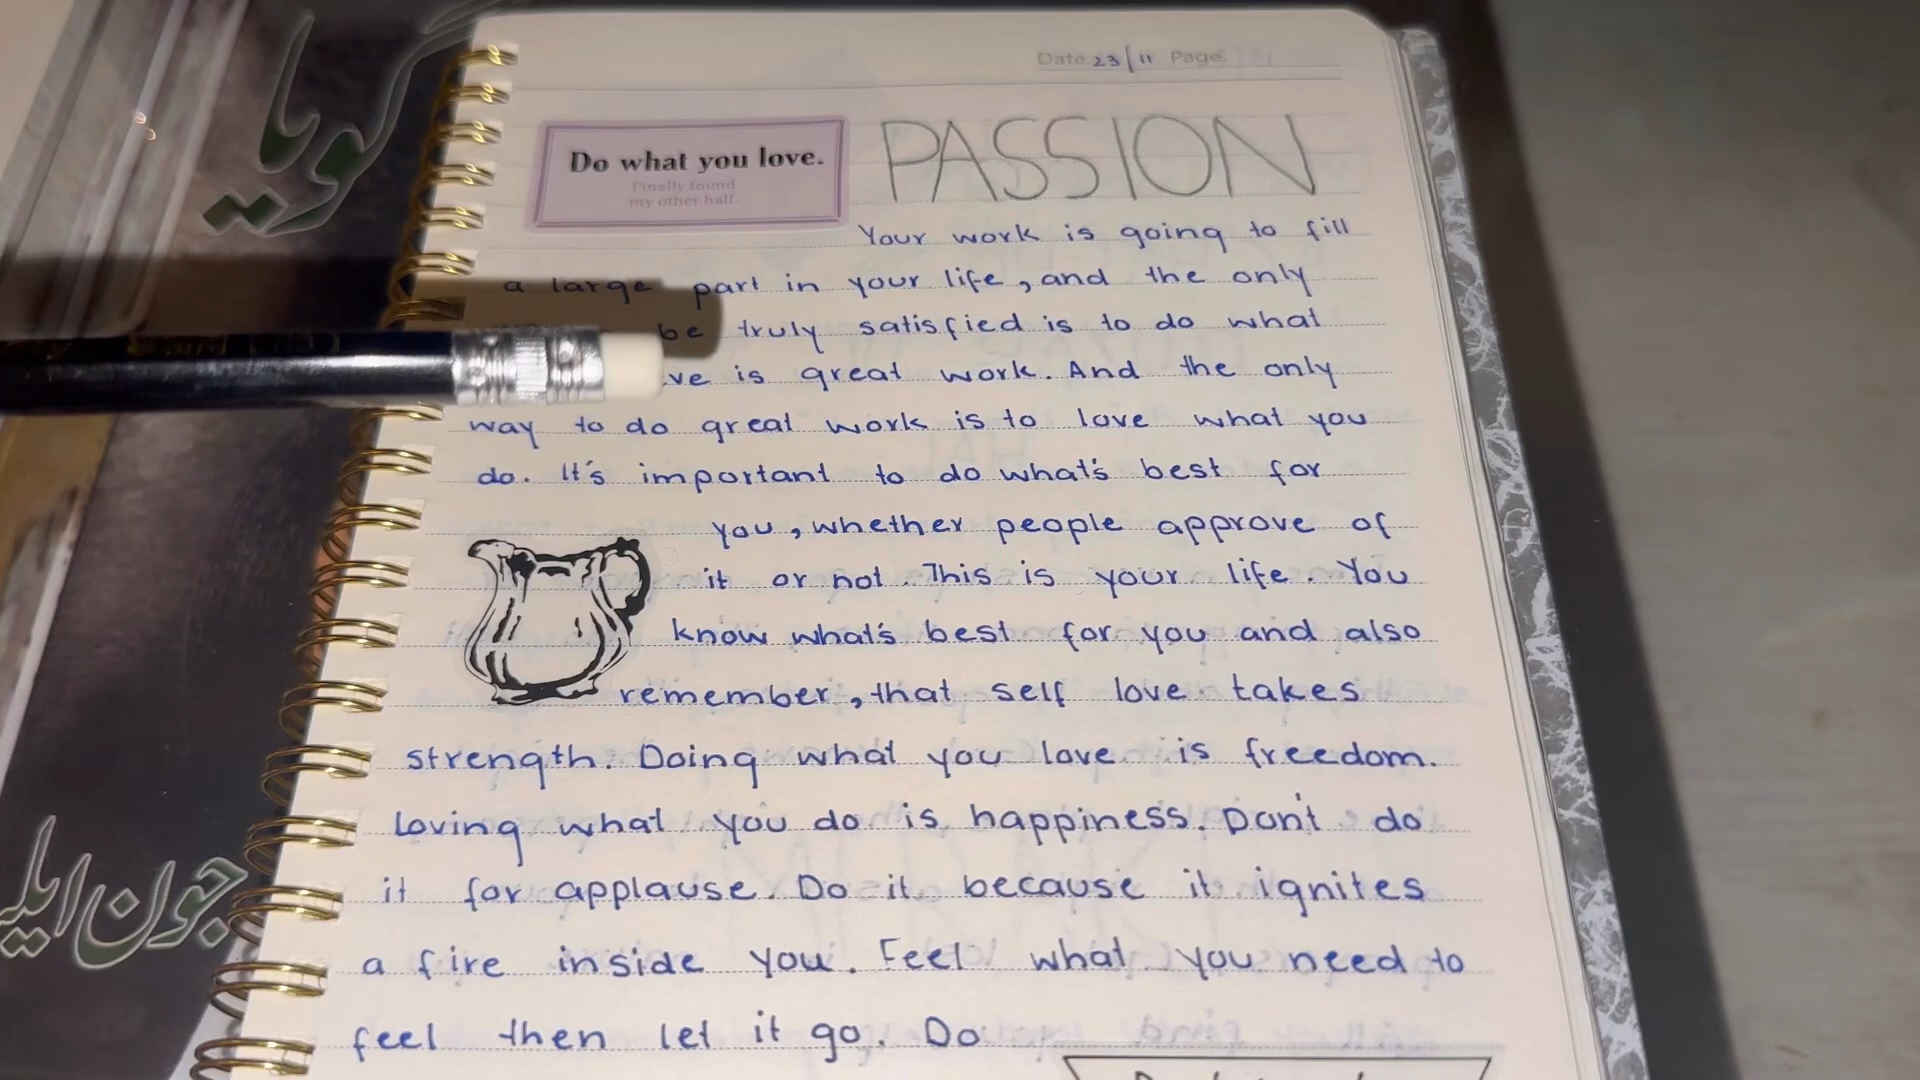 گویا
جون ایلیا
Date 23/11 Page
Do what you love.
Finally found
my other half.
PASSION
Your work is going to fill
a large part in your life, and the only
be truly satisfied is to do what
is great work. And the only
way to do great work is to love what you
do. It's important to do what's best for
you, whether people approve of
it or not. This is your life. You
know what's best for you and also
remember, that self love takes
strength. Doing what you love is freedom.
Loving what you do is happiness. Don't do
it for applause. Do it because it ignites
a fire inside you. Feel what you need to
feel then let it go. Do